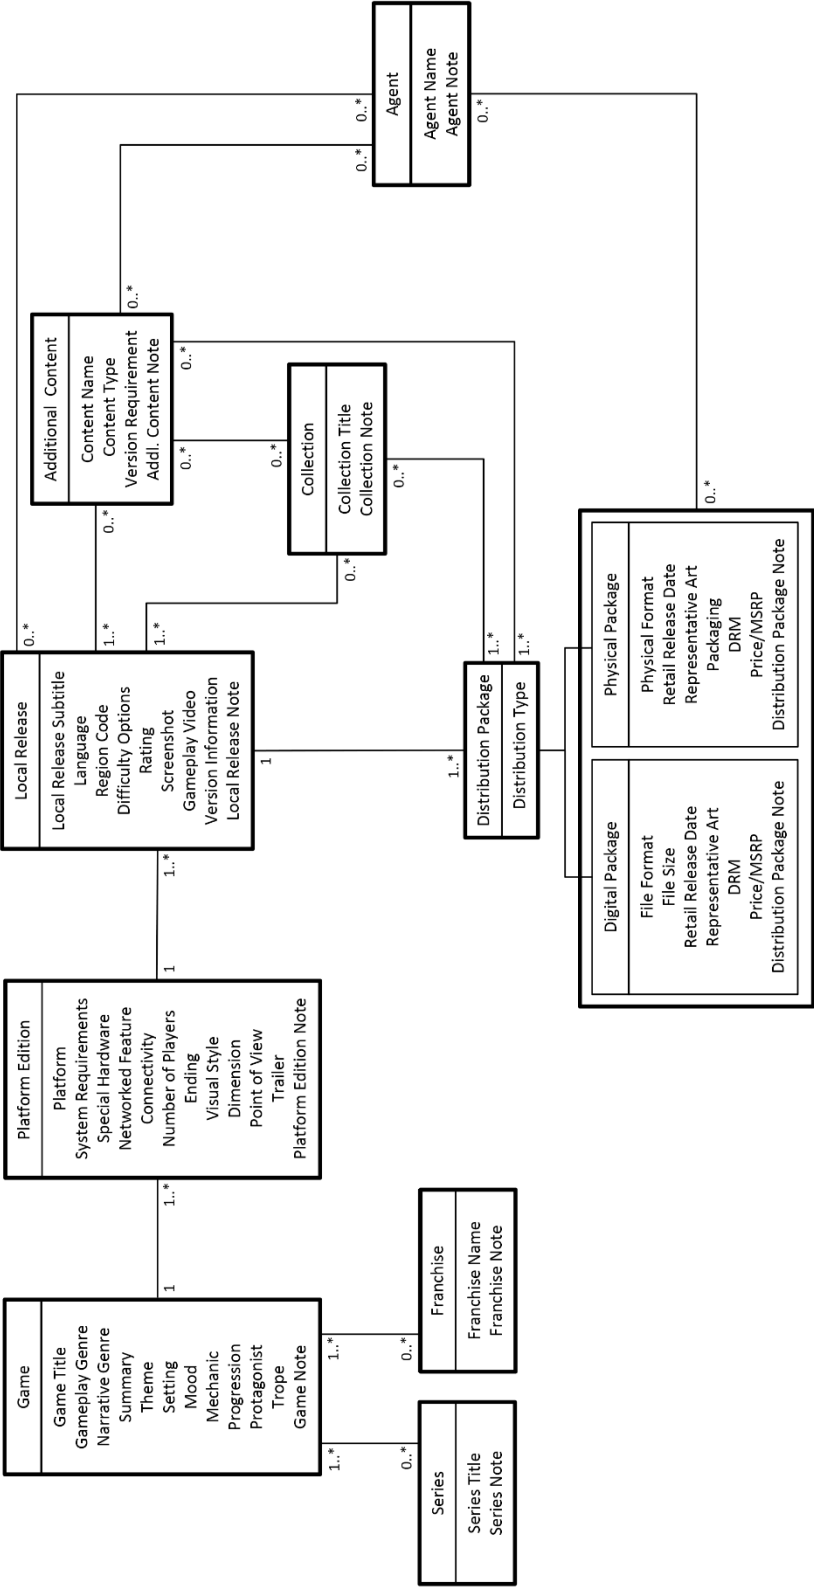 Game
Game Title
Gameplay Genre
Narrative Genre
Summary
Theme
Setting
Mood
Mechanic
Progression
Protagonist
Trope
Game Note
1
1..*
1..*
1..*
0..*
0..*
Series
Series Title
Series Note
Franchise
Franchise Name
Franchise Note
Platform Edition
Platform
System Requirements
Special Hardware
Networked Feature
Connectivity
Number of Players
Ending
Visual Style
Dimension
Point of View
Trailer
Platform Edition Note
1
1..*
Local Release
Local Release Subtitle
Language
Region Code
Difficulty Options
Rating
Screenshot
Gameplay Video
Version Information
Local Release Note
0..*
1..*
1..*
1
0..*
Additional Content
Content Name
Content Type
Version Requirement
Addl. Content Note
0..*
0..*
0..*
0..*
0..*
Collection
Collection Title
Collection Note
0..*
0..*
0..*
Agent
Agent Name
Agent Note
0..*
1..*
1..*
1..*
Distribution Package
Distribution Type
Digital Package
File Format
File Size
Retail Release Date
Representative Art
DRM
Price/MSRP
Distribution Package Note
Physical Package
Physical Format
Retail Release Date
Representative Art
Packaging
DRM
Price/MSRP
Distribution Package Note
0..*